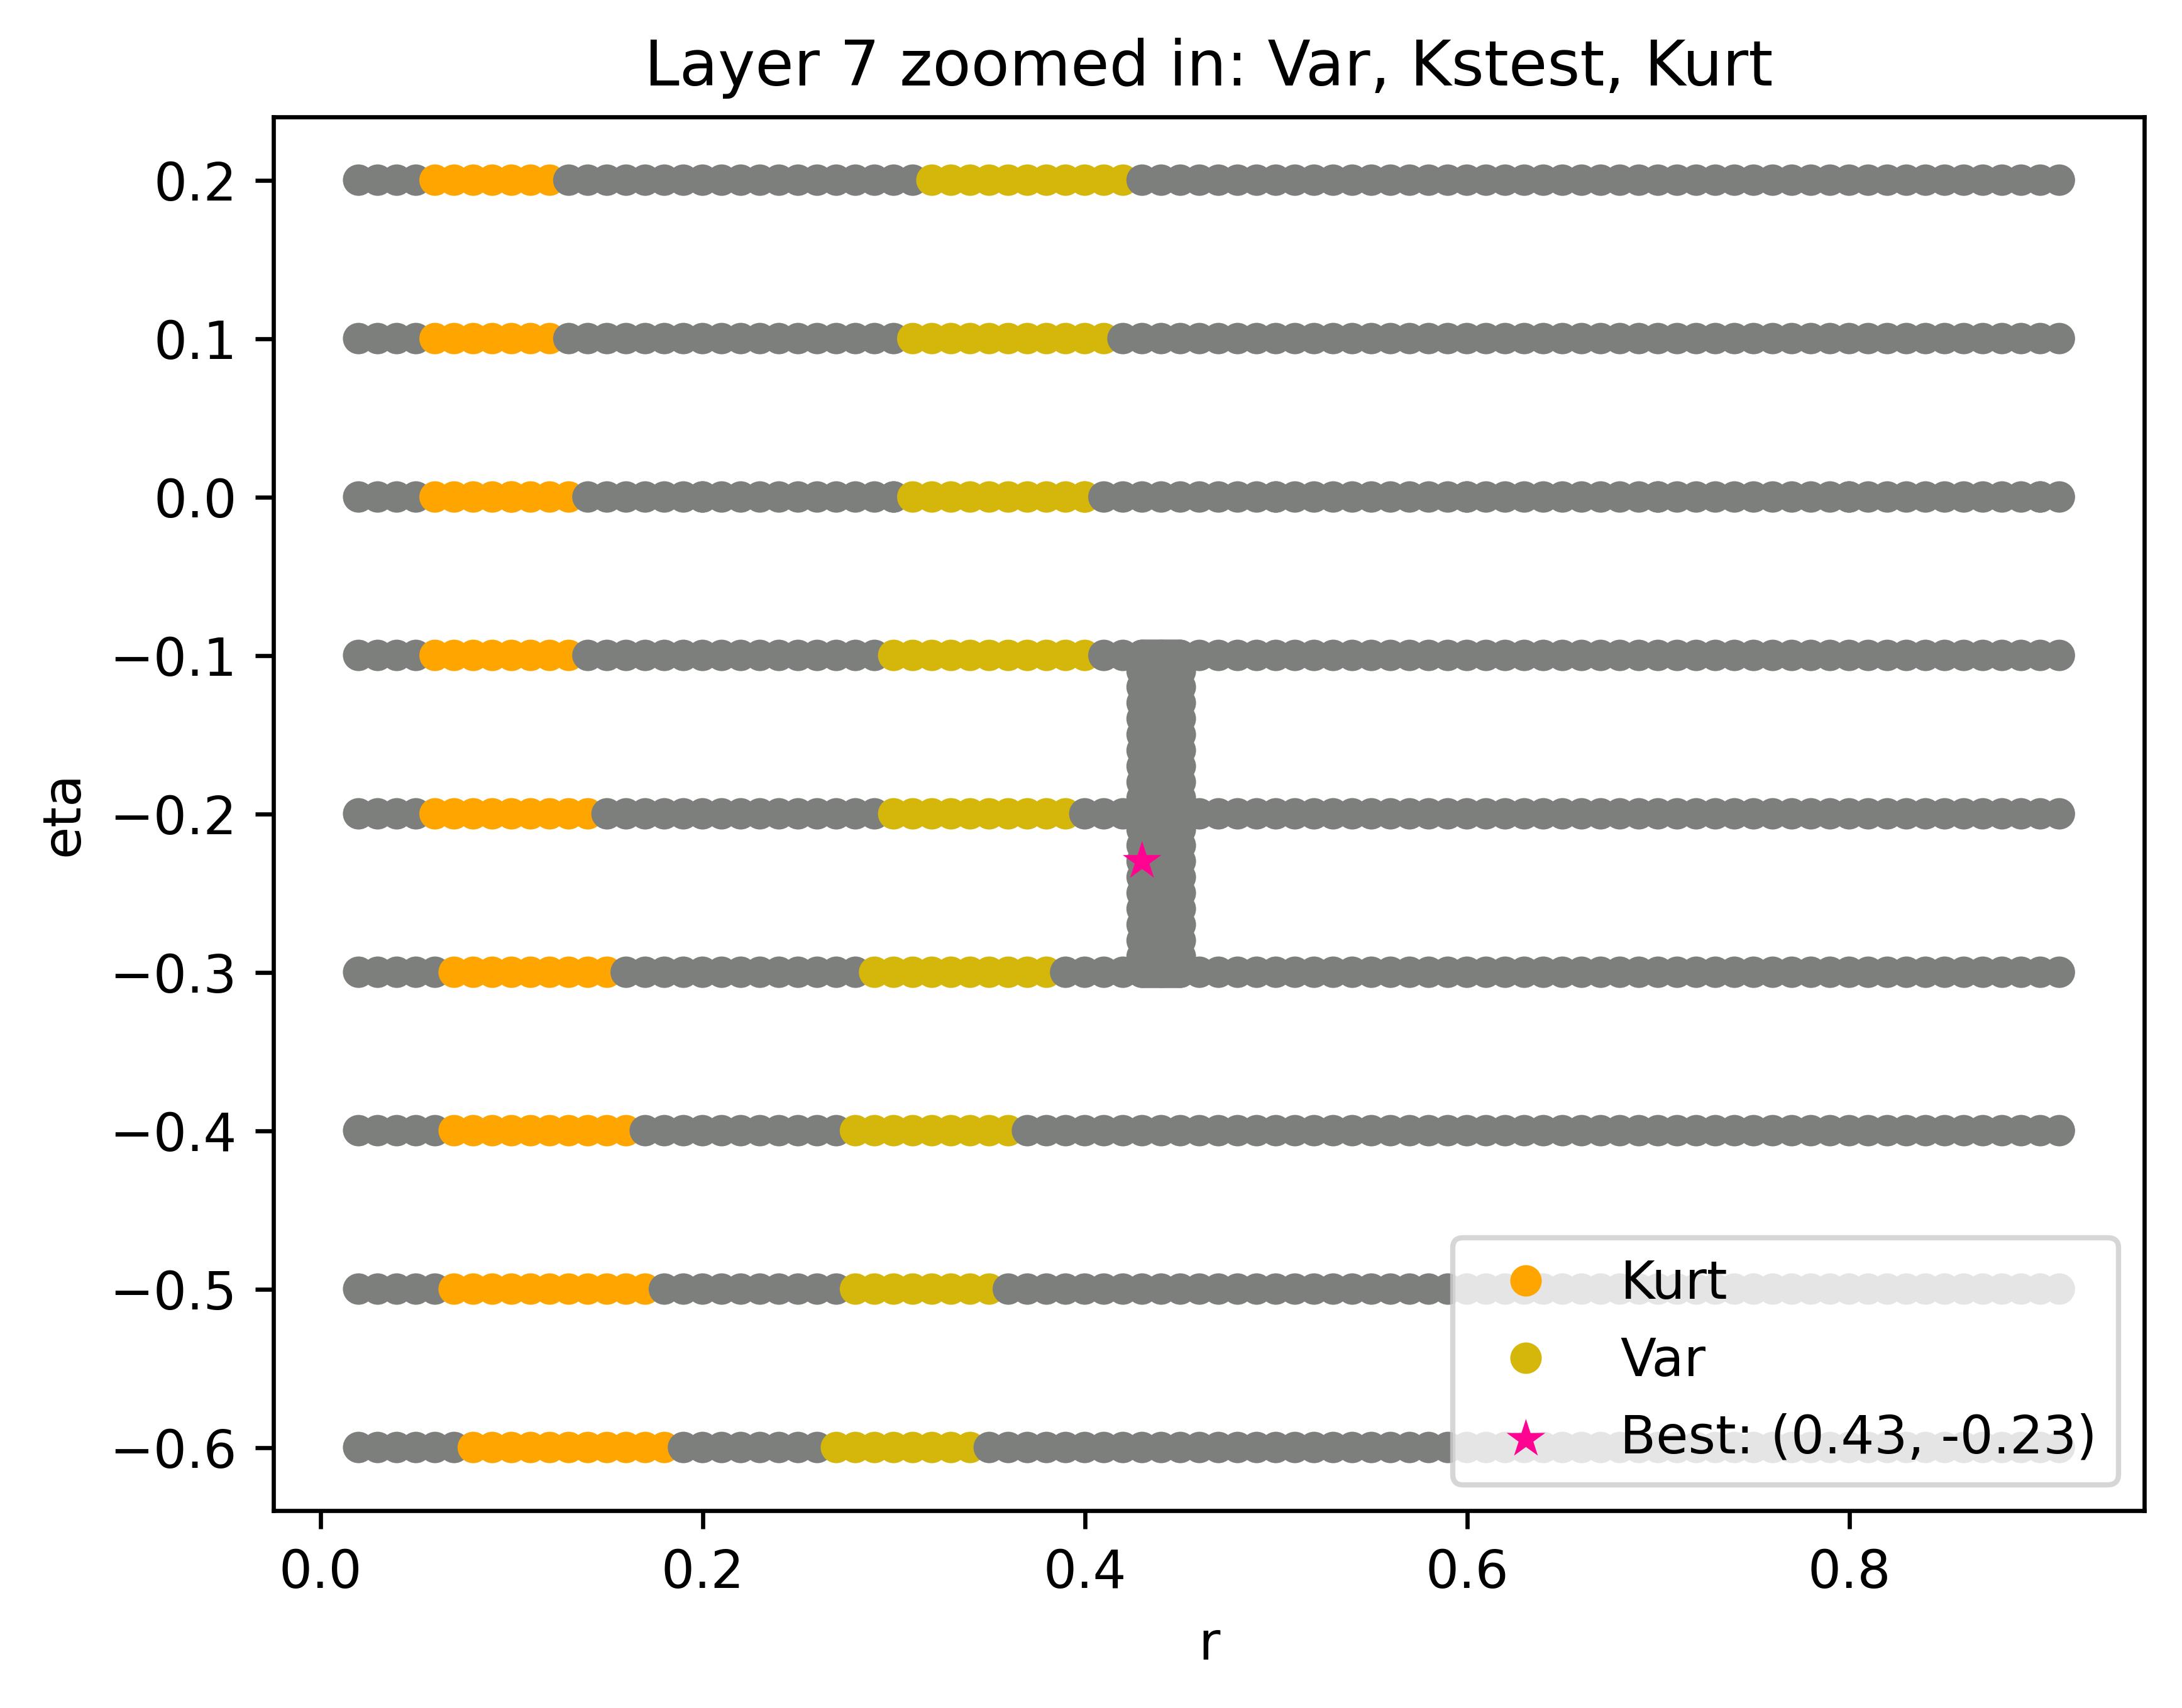 Layer 7 zoomed in: Var, Kstest, Kurt
0.2
0.1
0.0
−0.1
eta
−0.2
−0.3
−0.4
−0.5
−0.6
Kurt
Var
Best: (0.43, -0.23)
0.0 0.2 0.4 0.6 0.8
r